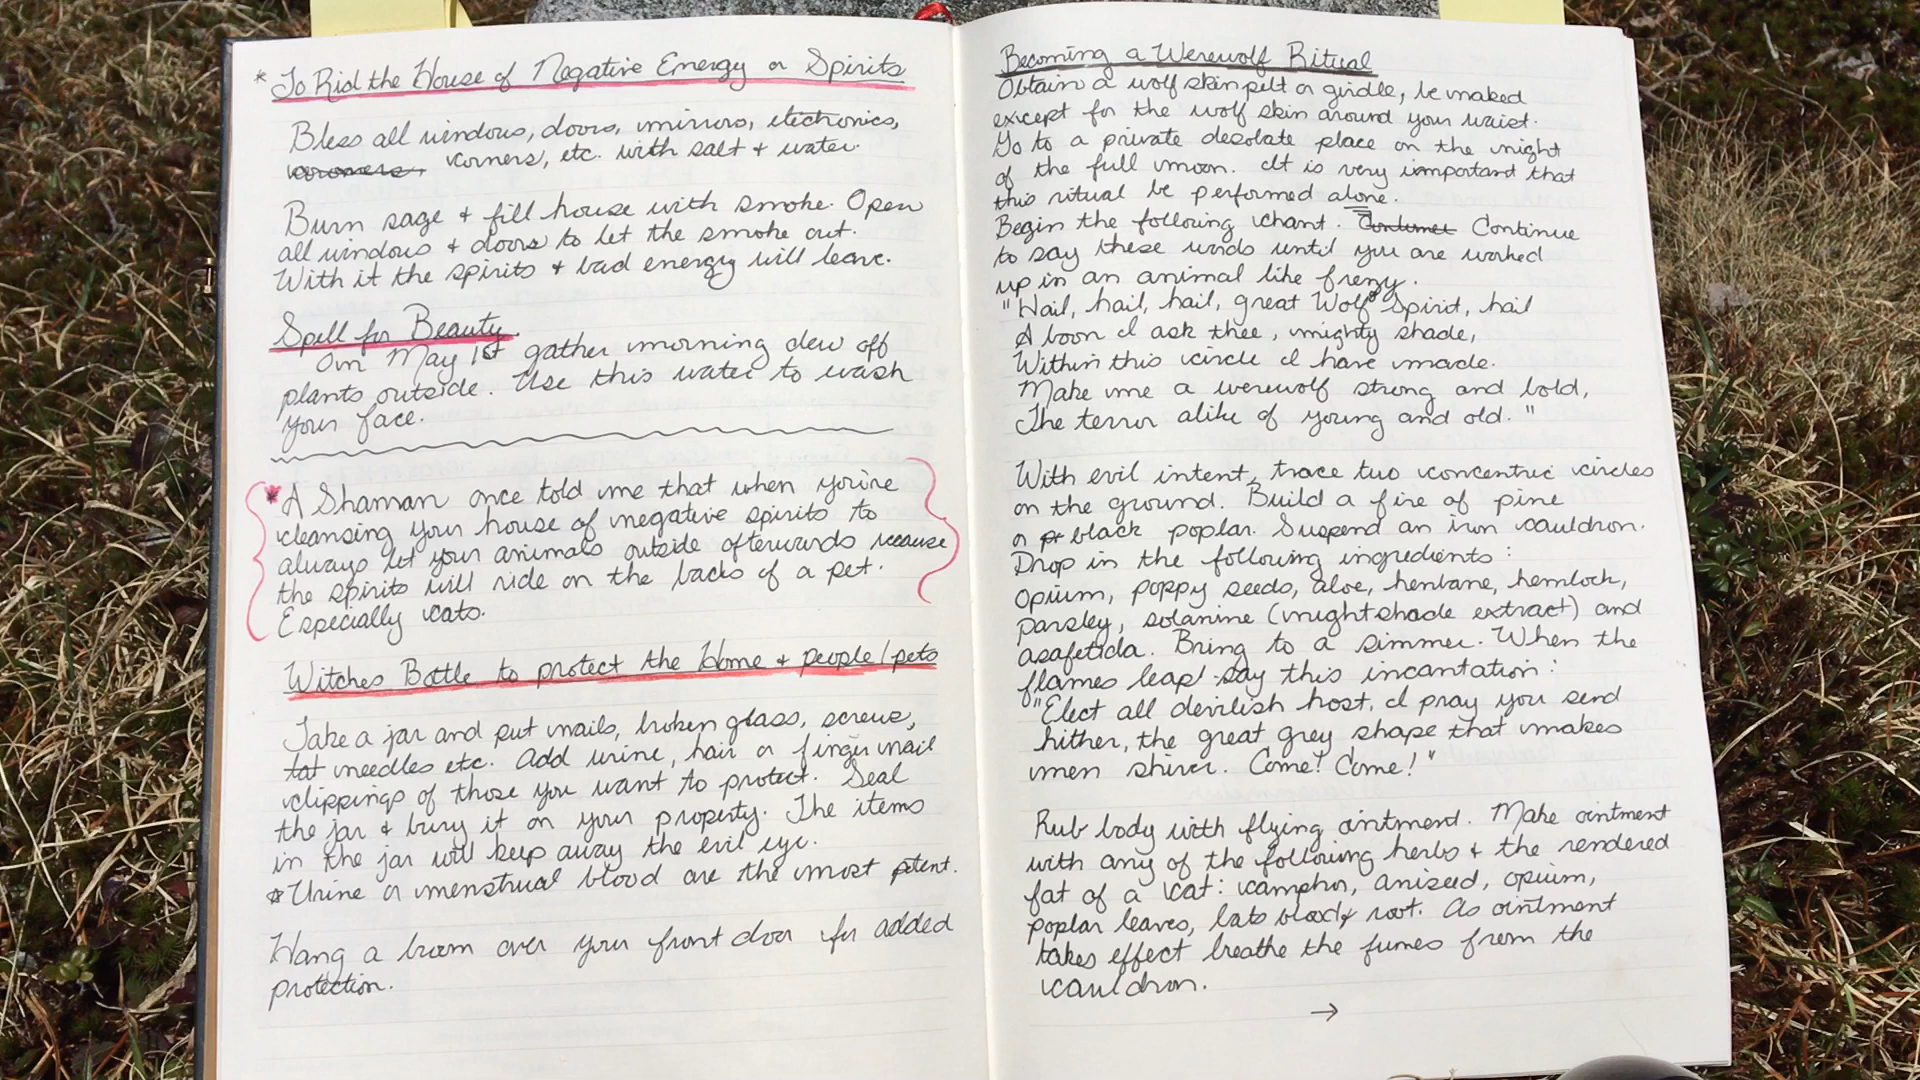 * To Rid the House of Negative Energy or Spirits
Bless all windows, doors, mirrors, electronics,
corners, etc. with salt + water.
Burn sage + fill house with smoke. Open
all windows + doors to let the smoke out.
With it the spirits + bad energy will leave.
Spell for Beauty
On May 1st gather morning dew off
plants outside. Use this water to wash
your face.
* A Shaman once told me that when you're
cleansing your house of negative spirits to
always let your animals outside afterwards because
the spirits will ride on the backs of a pet.
Especially cats.
Witches Bottle to protect the Home + people/pets
Take a jar and put nails, broken glass, screws,
needles etc. Add urine, hair or finger nail
clippings of those you want to protect. Seal
the jar + bury it on your property. The items
in the jar will keep away the evil eye.
* Urine or menstrual blood are the most potent.
Hang a broom over your front door for added
protection.
Becoming a Werewolf Ritual
Obtain a wolf skin pelt or girdle, be naked
except for the wolf skin around your waist.
Go to a private desolate place on the night
of the full moon. It is very important that
this ritual be performed alone.
Begin the following chant. Continue
to say these words until you are worked
up in an animal like frenzy.
"Hail, hail, hail, great Wolf Spirit, hail
A boon I ask thee, mighty shade,
Within this circle I have made.
Make me a werewolf strong and bold,
The terror alike of young and old."
With evil intent, trace two concentric circles
on the ground. Build a fire of pine
or black poplar. Suspend an iron cauldron.
Drop in the following ingredients:
Opium, poppy seeds, aloe, henbane, hemlock,
parsley, solanine (nightshade extract) and
asafetida. Bring to a simmer. When the
flames leap say this incantation:
"Elect all devilish host, I pray you send
hither, the great grey shape that makes
men shiver. Come! Come!"
Rub body with flying ointment. Make ointment
with any of the following herbs + the rendered
fat of a cat: camphor, aniseed, opium,
poplar leaves, bats blood + root. As ointment
takes effect breathe the fumes from the
cauldron.
→